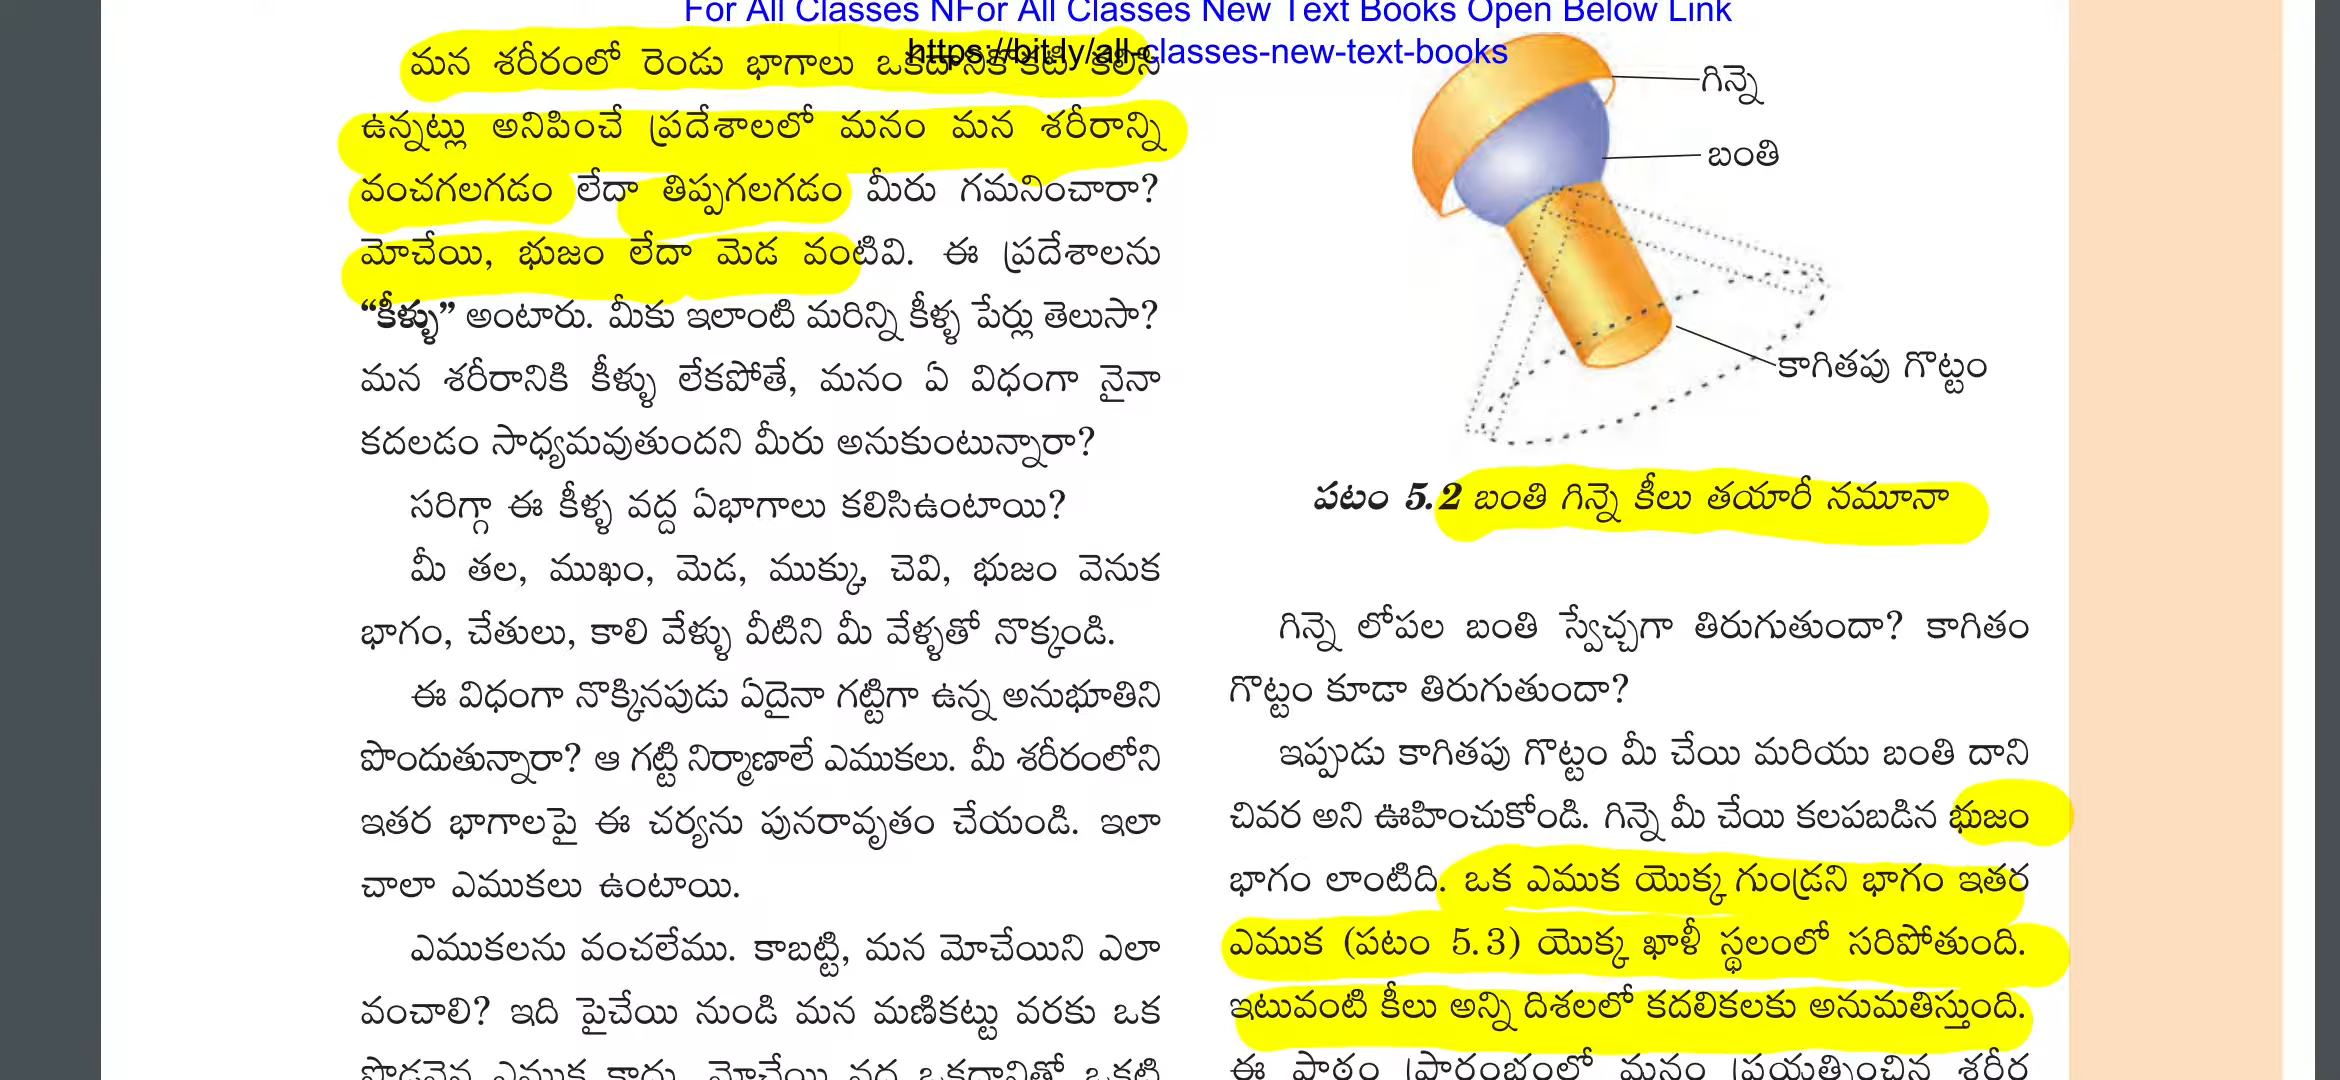 For All Classes NFor All Classes New Text Books Open Below Link
https://bit.ly/all-classes-new-text-books
మన శరీరంలో రెండు భాగాలు
ఉన్నట్లు అనిపించే ప్రదేశాలలో మనం మన శరీరాన్ని
వంచగలగడం లేదా తిప్పగలగడం మీరు గమనించారా?
మోచేయి, భుజం లేదా మెడ వంటివి. ఈ ప్రదేశాలను
“కీళ్ళు” అంటారు. మీకు ఇలాంటి మరిన్ని కీళ్ళ పేర్లు తెలుసా?
మన శరీరానికి కీళ్ళు లేకపోతే, మనం ఏ విధంగా నైనా
కదలడం సాధ్యమవుతుందని మీరు అనుకుంటున్నారా?
సరిగ్గా ఈ కీళ్ళ వద్ద ఏభాగాలు కలిసిఉంటాయి?
మీ తల, ముఖం, మెడ, ముక్కు, చెవి, భుజం వెనుక
భాగం, చేతులు, కాలి వేళ్ళు వీటిని మీ వేళ్ళతో నొక్కండి.
ఈ విధంగా నొక్కినపుడు ఏదైనా గట్టిగా ఉన్న అనుభూతిని
పొందుతున్నారా? ఆ గట్టి నిర్మాణాలే ఎముకలు. మీ శరీరంలోని
ఇతర భాగాలపై ఈ చర్యను పునరావృతం చేయండి. ఇలా
చాలా ఎముకలు ఉంటాయి.
ఎముకలను వంచలేము. కాబట్టి, మన మోచేయిని ఎలా
వంచాలి? ఇది పైచేయి నుండి మన మణికట్టు వరకు ఒక
పొడవైన ఎముక కాదు. మోచేయి వద్ద ఒకదానితో ఒకటి
గిన్నె
బంతి
కాగితపు గొట్టం
పటం 5.2 బంతి గిన్నె కీలు తయారీ నమూనా
గిన్నె లోపల బంతి స్వేచ్చగా తిరుగుతుందా? కాగితం
గొట్టం కూడా తిరుగుతుందా?
ఇప్పుడు కాగితపు గొట్టం మీ చేయి మరియు బంతి దాని
చివర అని ఊహించుకోండి. గిన్నె మీ చేయి కలపబడిన భుజం
భాగం లాంటిది. ఒక ఎముక యొక్క గుండ్రని భాగం ఇతర
ఎముక (పటం 5.3) యొక్క ఖాళీ స్థలంలో సరిపోతుంది.
ఇటువంటి కీలు అన్ని దిశలలో కదలికలకు అనుమతిస్తుంది.
ఈ పాఠం ప్రారంభంలో మనం ప్రయత్నించిన శరీర